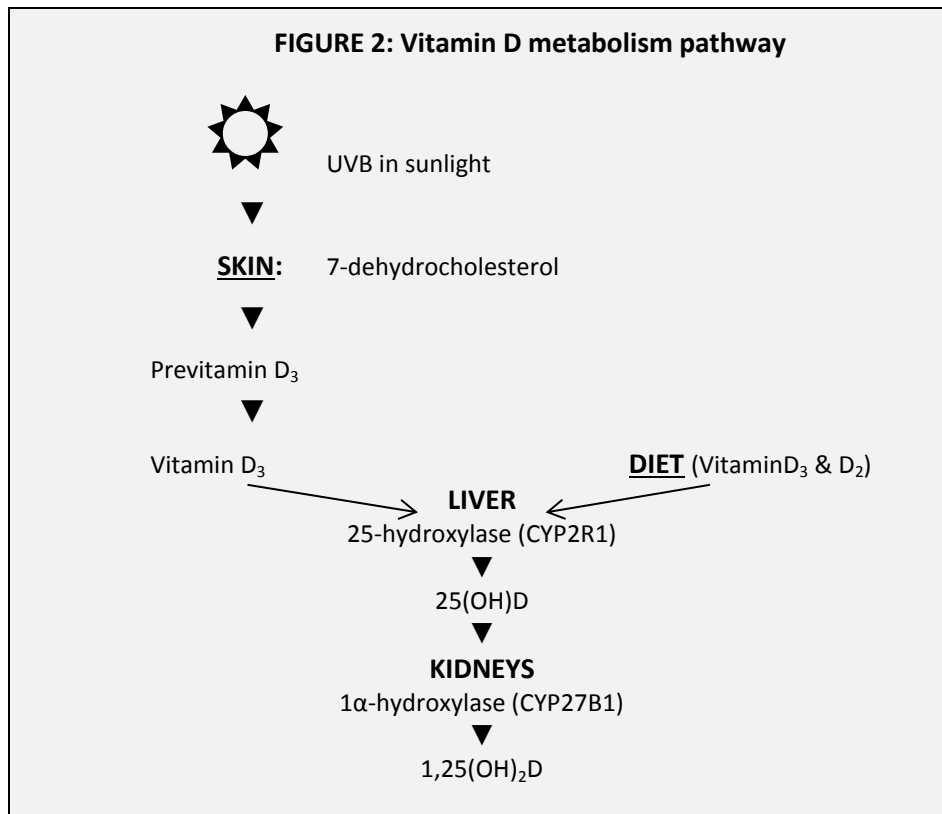 FIGURE 2: Vitamin D metabolism pathway
UVB in sunlight
SKIN: 7-dehydrocholesterol
Previtamin D₃
Vitamin D₃
DIET (VitaminD₃ & D₂)
LIVER
25-hydroxylase (CYP2R1)
25(OH)D
KIDNEYS
1α-hydroxylase (CYP27B1)
1,25(OH)₂D